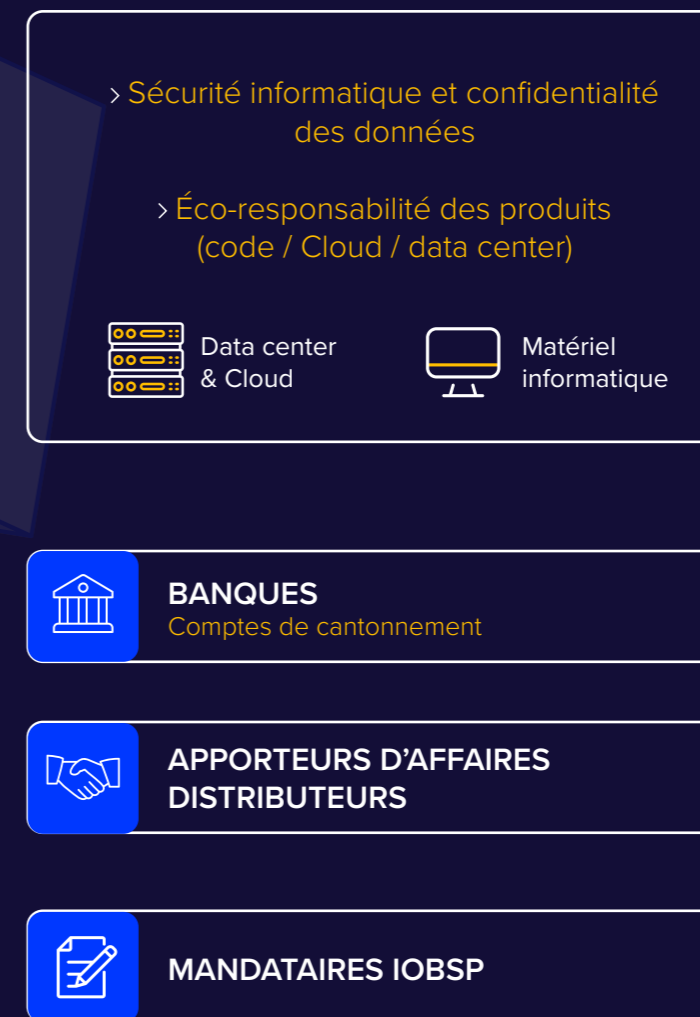 › Sécurité informatique et confidentialité
des données
› Éco-responsabilité des produits
(code / Cloud / data center)
Data center
& Cloud
Matériel
informatique
BANQUES
Comptes de cantonnement
APPORTEURS D’AFFAIRES
DISTRIBUTEURS
MANDATAIRES IOBSP